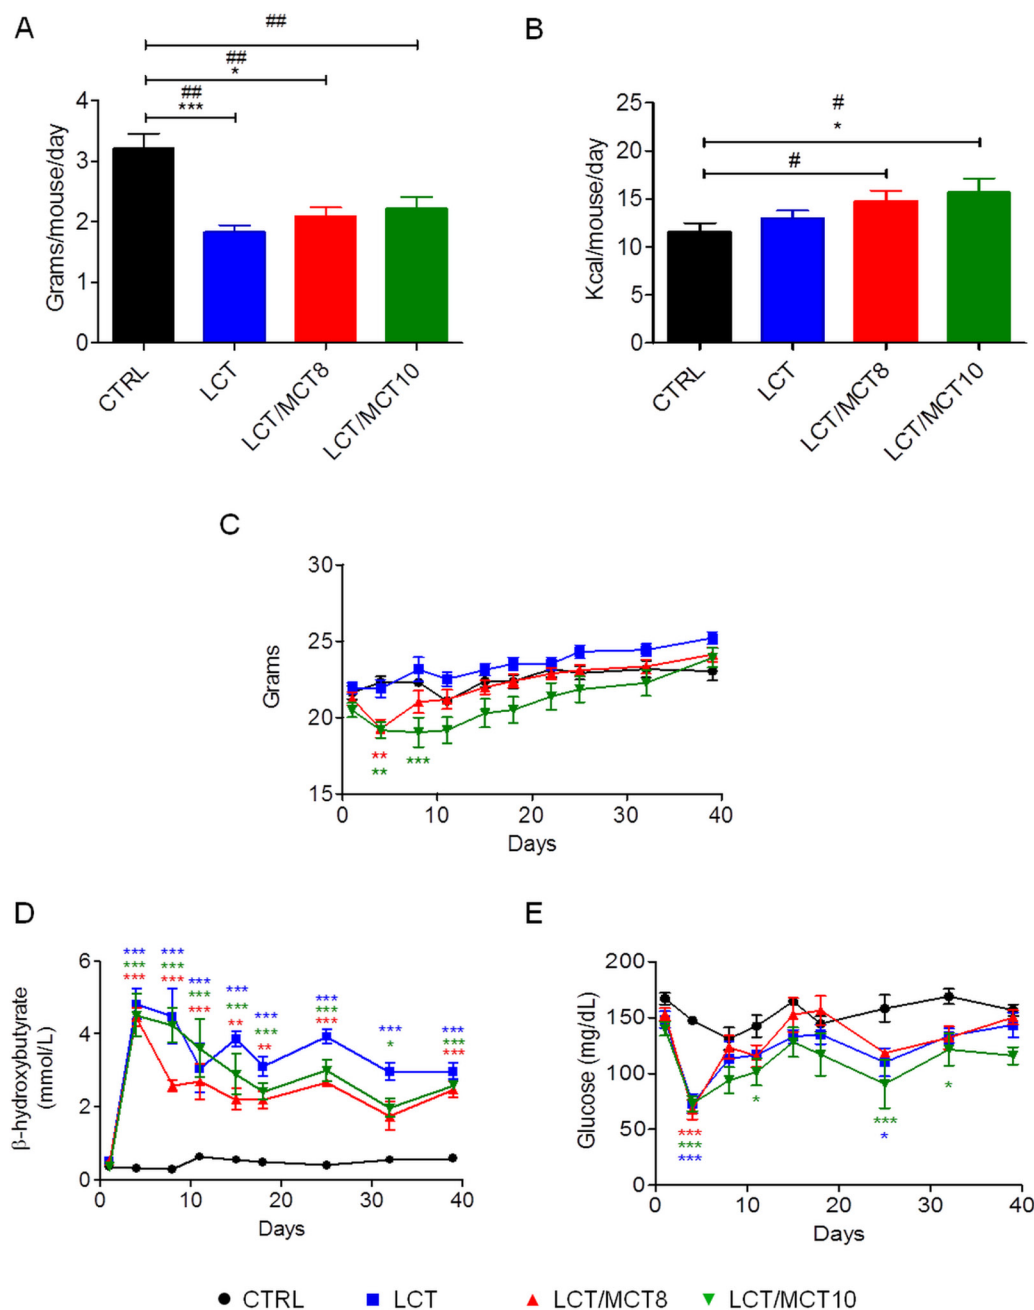 A
##
##
*
##
***
Grams/mouse/day
4
3
2
1
0
CTRL
LCT
LCT/MCT8
LCT/MCT10
B
#
*
#
Kcal/mouse/day
25
20
15
10
5
0
CTRL
LCT
LCT/MCT8
LCT/MCT10
C
Grams
30
25
20
15
**
**
***
0 10 20 30 40
Days
D
β-hydroxybutyrate
(mmol/L)
6
4
2
0
*** *** *** *** *** *** *** ***
*** *** *** *** *** *** * ***
*** *** *** ** ** *** ***
0 10 20 30 40
Days
E
Glucose (mg/dL)
200
150
100
50
0
***
***
***
*
***
*
*
0 10 20 30 40
Days
CTRL LCT LCT/MCT8 LCT/MCT10